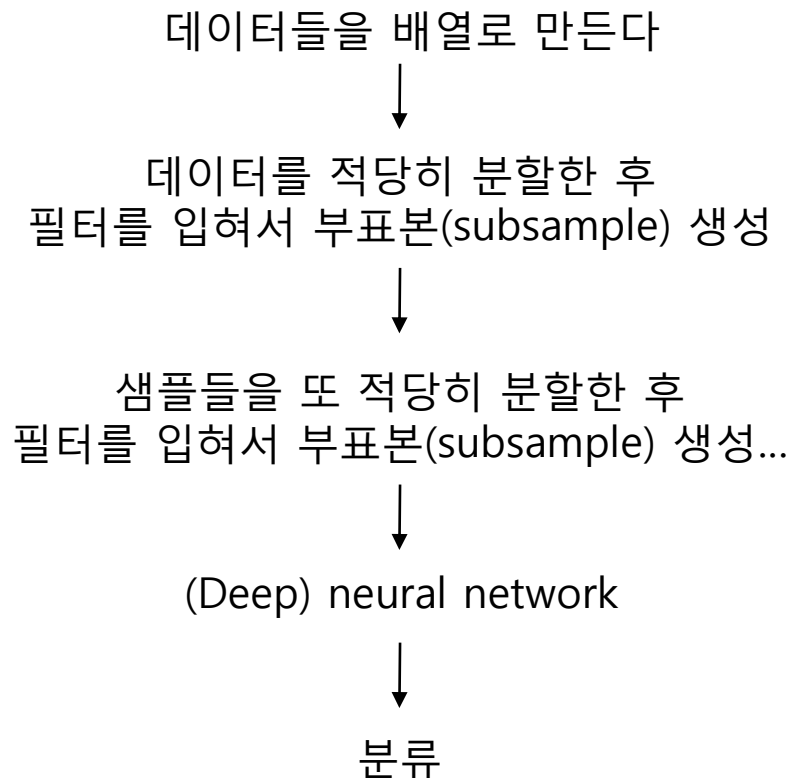 데이터들을 배열로 만든다
데이터를 적당히 분할한 후
필터를 입혀서 부표본(subsample) 생성
샘플들을 또 적당히 분할한 후
필터를 입혀서 부표본(subsample) 생성...
(Deep) neural network
분류